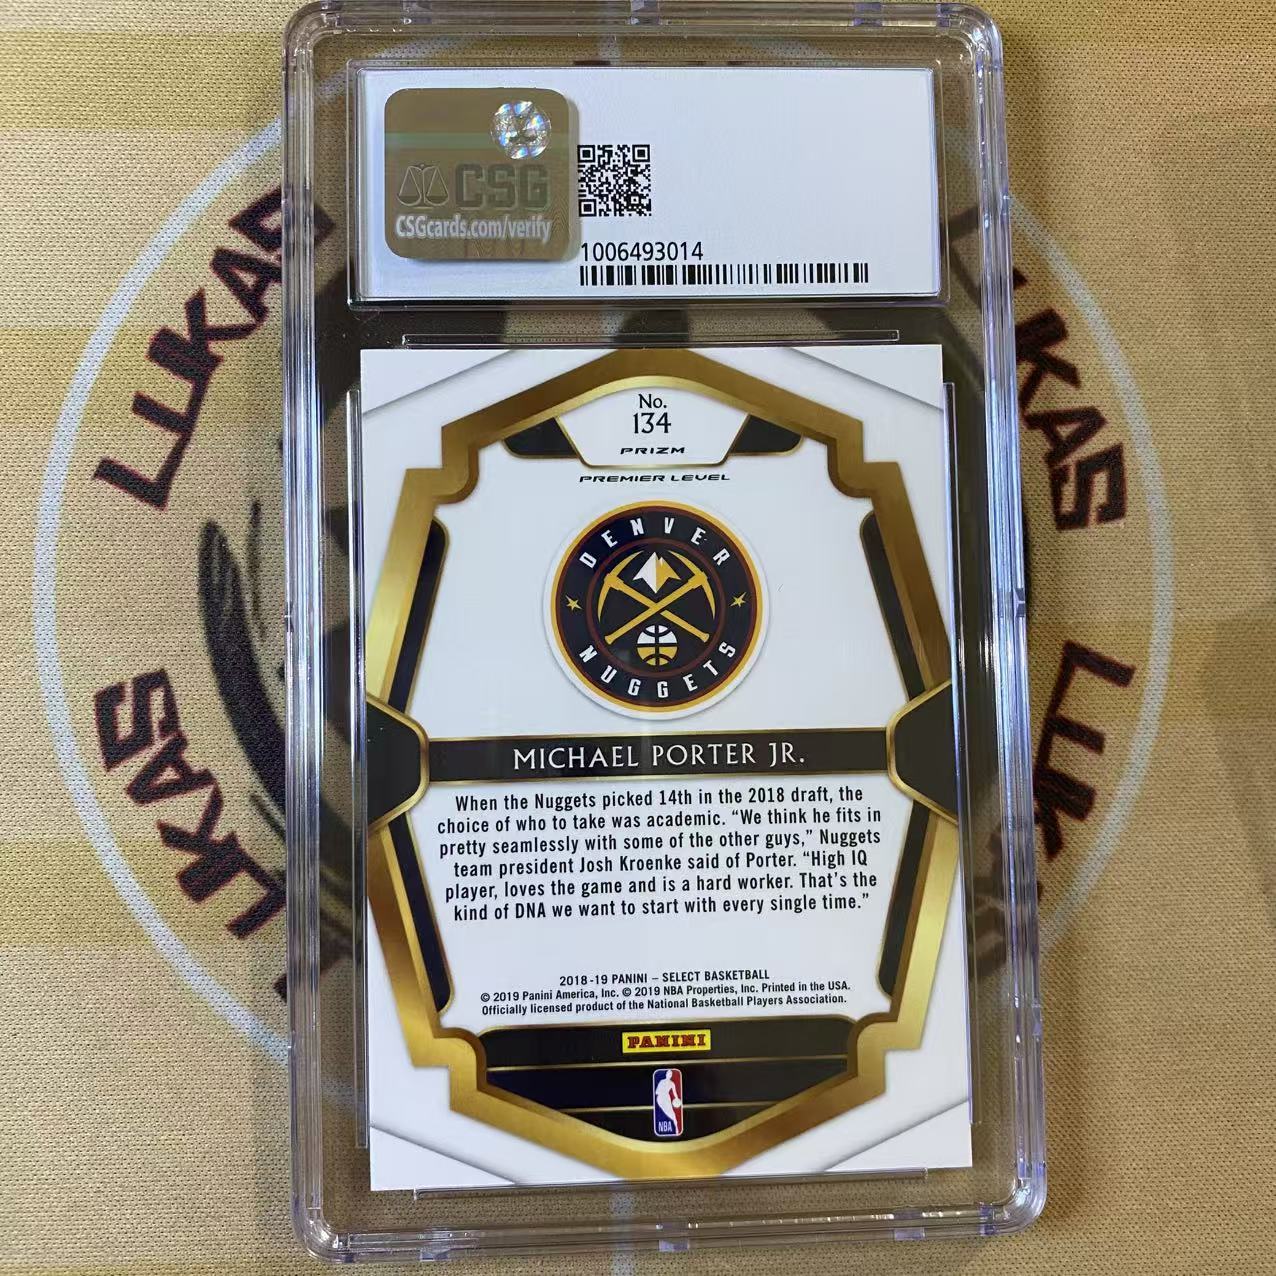 CSG
CSGcards.com/verify
1006493014
No.
134
PRIZM
PREMIER LEVEL
DENVER
NUGGETS
MICHAEL PORTER JR.
When the Nuggets picked 14th in the 2018 draft, the
choice of who to take was academic. “We think he fits in
pretty seamlessly with some of the other guys,” Nuggets
team president Josh Kroenke said of Porter. “High IQ
player, loves the game and is a hard worker. That’s the
kind of DNA we want to start with every single time.”
2018-19 PANINI – SELECT BASKETBALL
© 2019 Panini America, Inc. © 2019 NBA Properties, Inc. Printed in the USA.
Officially licensed product of the National Basketball Players Association.
PANINI
NBA